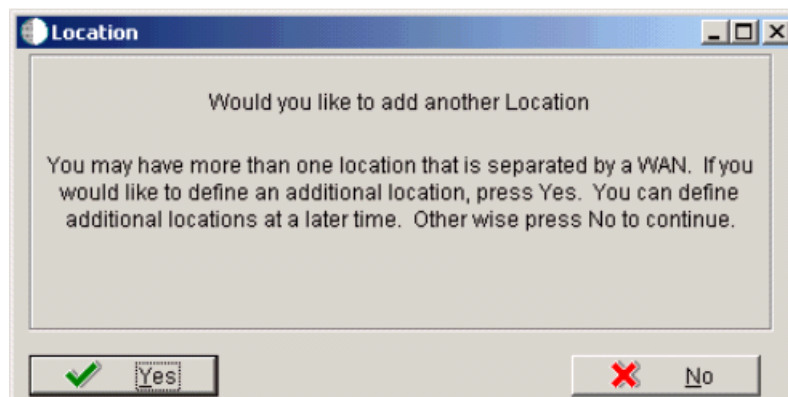 Location
Would you like to add another Location
You may have more than one location that is separated by a WAN.  If you
would like to define an additional location, press Yes.  You can define
additional locations at a later time.  Other wise press No to continue.
Yes
No